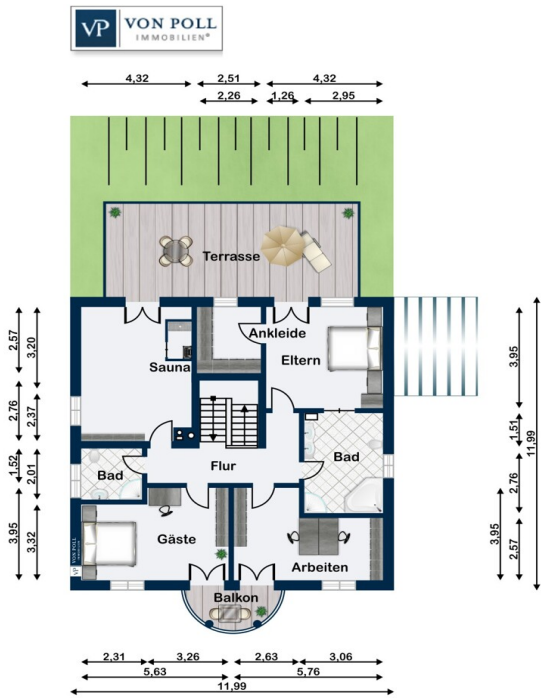 VP VON POLL
IMMOBILIEN®
4,32 2,51 4,32
2,26 1,26 2,95
Terrasse
Ankleide
Eltern
Sauna
Bad
Flur
Bad
Gäste
Arbeiten
Balkon
2,57
3,20
2,76
2,37
1,52
2,01
3,95
3,32
3,95
1,51
11,99
2,76
3,95
2,57
VP VON POLL
2,31 3,26 2,63 3,06
5,63 5,76
11,99